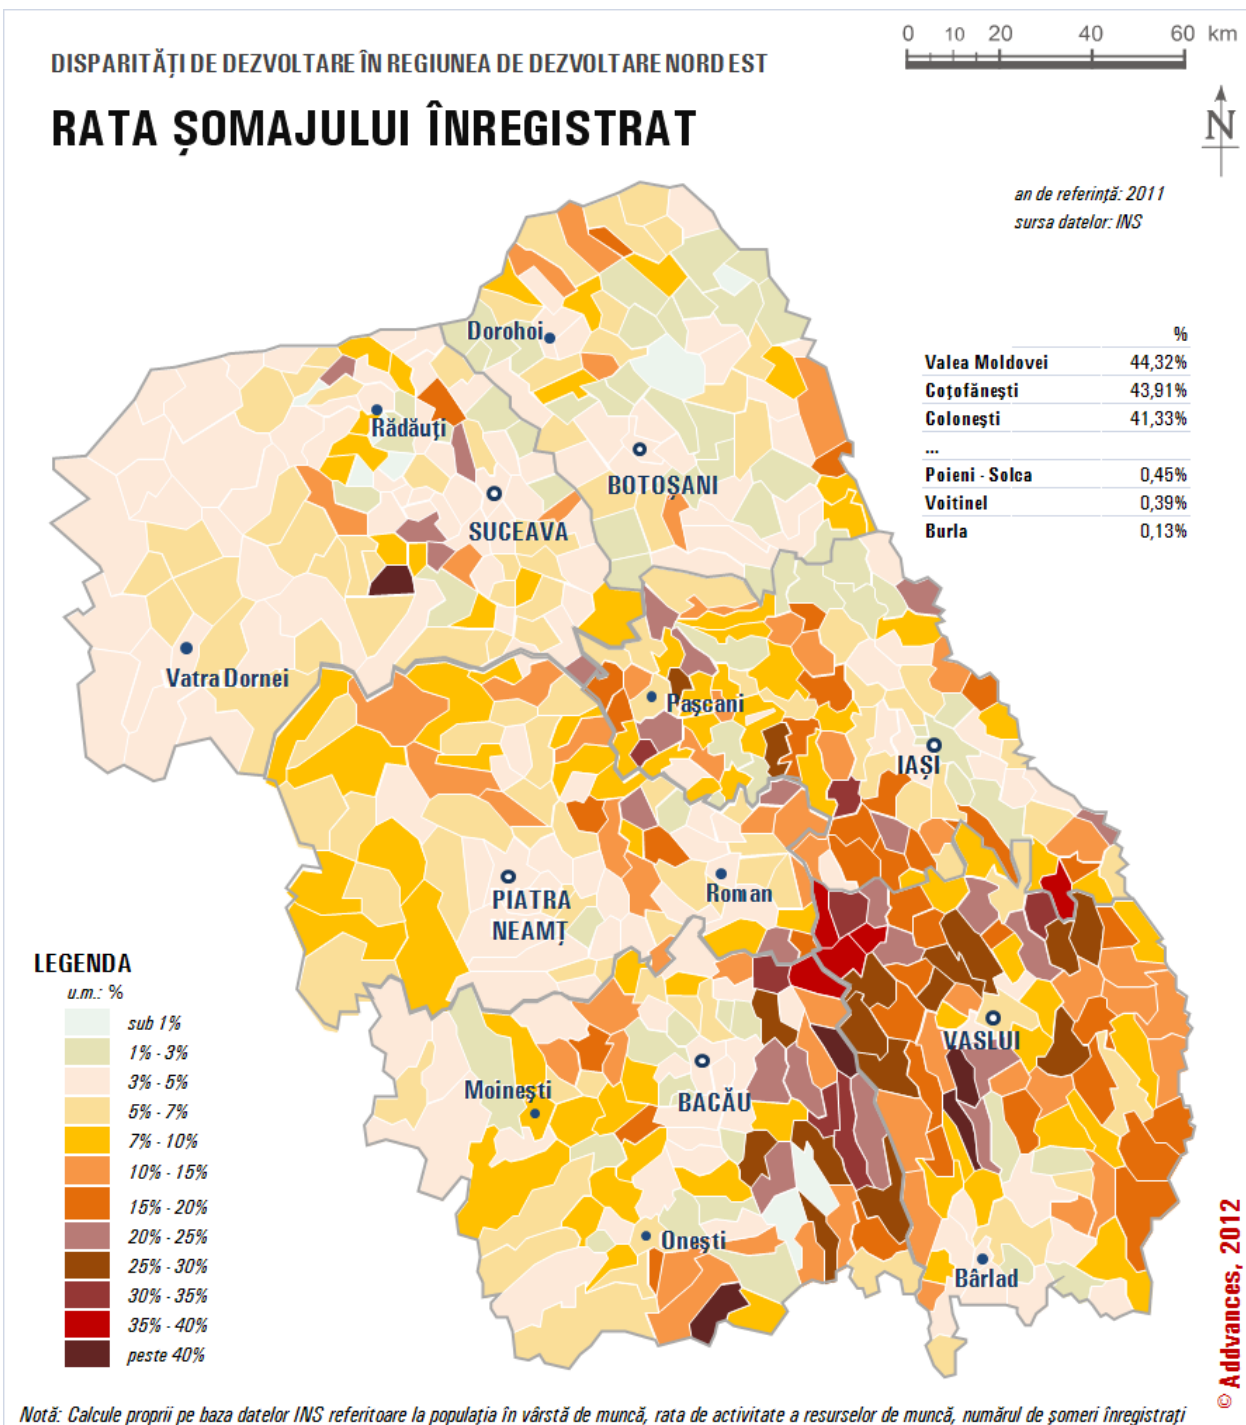 0 10 20 40 60 km
DISPARITĂȚI DE DEZVOLTARE ÎN REGIUNEA DE DEZVOLTARE NORD EST
RATA ȘOMAJULUI ÎNREGISTRAT
N
an de referință: 2011
sursa datelor: INS
%
Valea Moldovei 44,32%
Coțofănești 43,91%
Colonești 41,33%
...
Poieni - Solca 0,45%
Voitinel 0,39%
Burla 0,13%
Dorohoi
Rădăuți
BOTOȘANI
SUCEAVA
Vatra Dornei
Pașcani
IAȘI
PIATRA
NEAMȚ
Roman
VASLUI
Moinești
BACĂU
Onești
Bârlad
LEGENDA
u.m.: %
sub 1%
1% - 3%
3% - 5%
5% - 7%
7% - 10%
10% - 15%
15% - 20%
20% - 25%
25% - 30%
30% - 35%
35% - 40%
peste 40%
© Addvances, 2012
Notă: Calcule proprii pe baza datelor INS referitoare la populația în vârstă de muncă, rata de activitate a resurselor de muncă, numărul de șomeri înregistrați